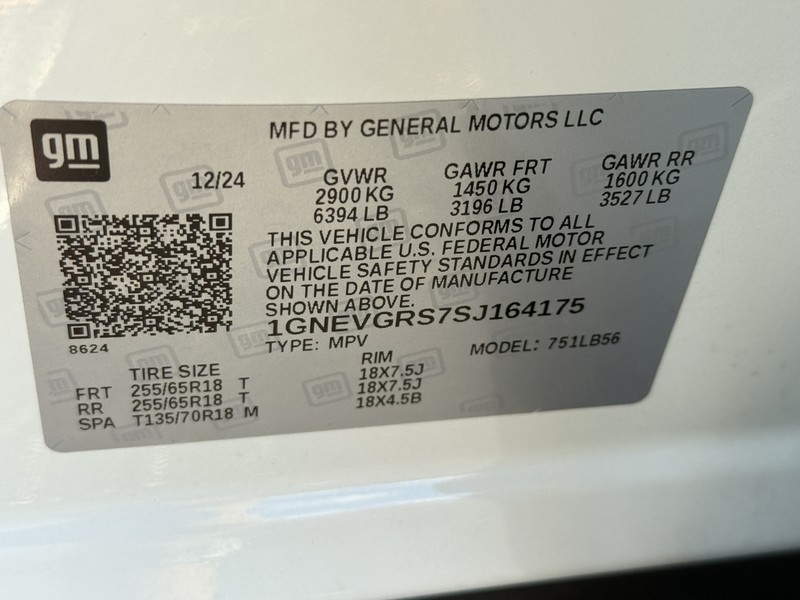 gm
MFD BY GENERAL MOTORS LLC
12/24
GVWR GAWR FRT GAWR RR
2900 KG 1450 KG 1600 KG
6394 LB 3196 LB 3527 LB
THIS VEHICLE CONFORMS TO ALL
APPLICABLE U.S. FEDERAL MOTOR
VEHICLE SAFETY STANDARDS IN EFFECT
ON THE DATE OF MANUFACTURE
SHOWN ABOVE.
1GNEVGRS7SJ164175
8624
TYPE: MPV MODEL: 751LB56
TIRE SIZE RIM
FRT 255/65R18 T 18X7.5J
RR 255/65R18 T 18X7.5J
SPA T135/70R18 M 18X4.5B